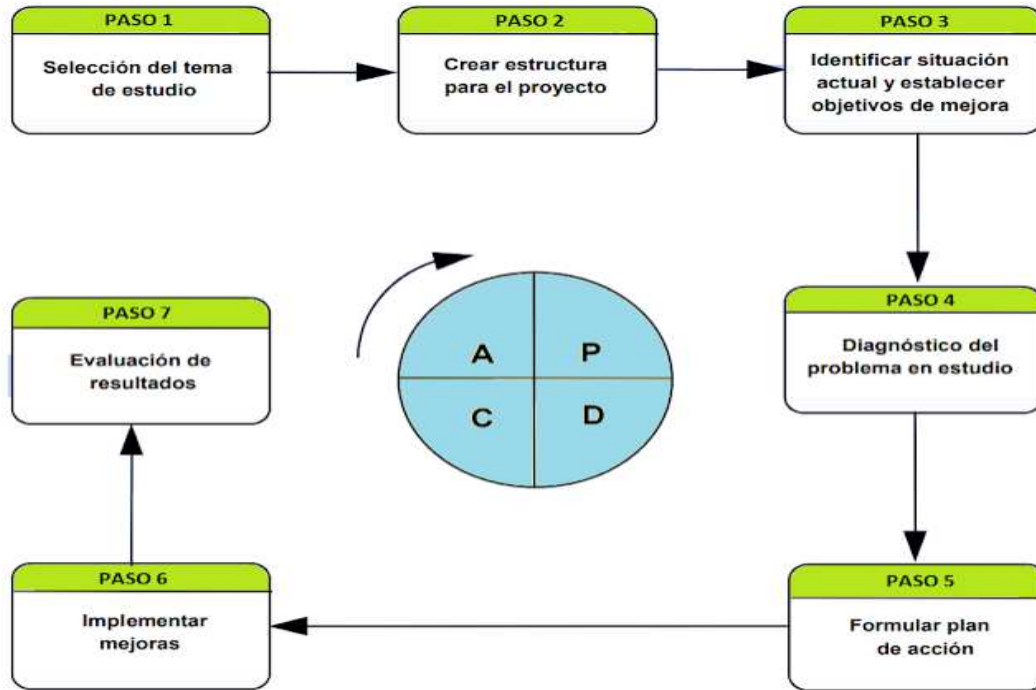 PASO 1
Selección del tema
de estudio
PASO 2
Crear estructura
para el proyecto
PASO 3
Identificar situación
actual y establecer
objetivos de mejora
PASO 4
Diagnóstico del
problema en estudio
PASO 5
Formular plan
de acción
PASO 6
Implementar
mejoras
PASO 7
Evaluación de
resultados
A P
C D